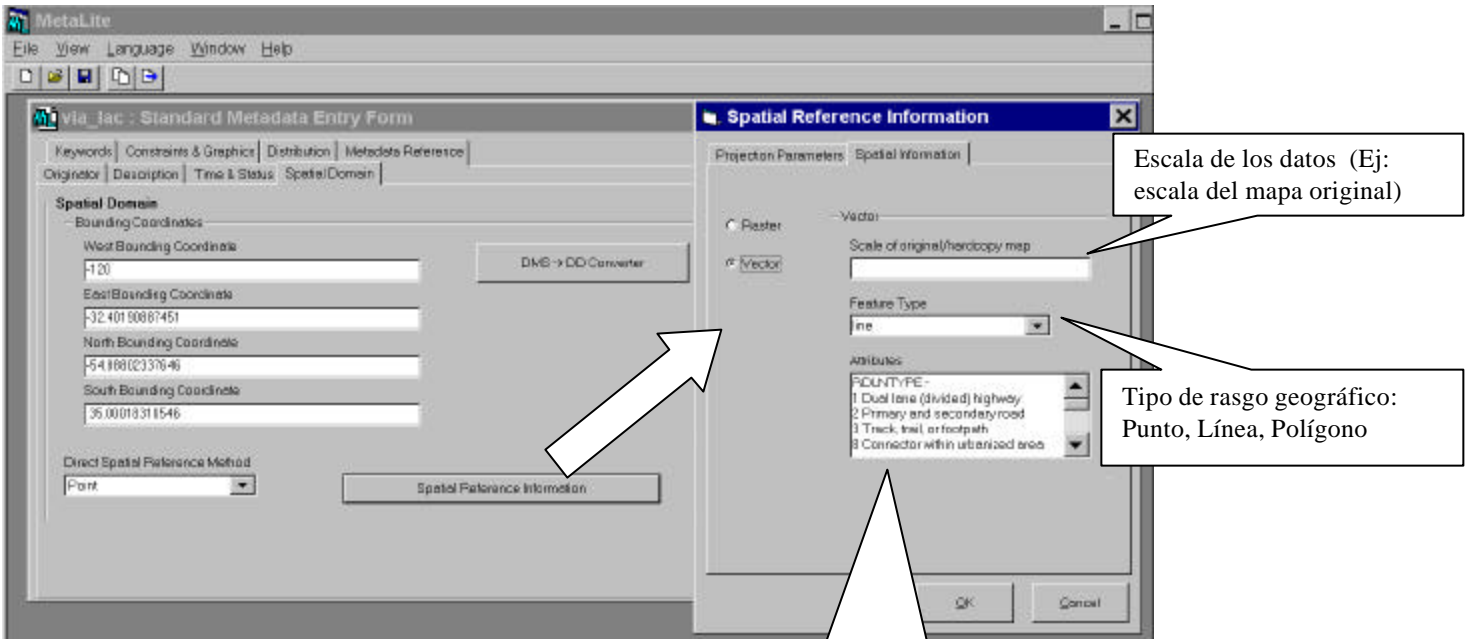 MetaLite
File View Language Window Help
via_lac : Standard Metadata Entry Form
Keywords Constraints & Graphics Distribution Metadata Reference
Originator Description Time & Status Spatial Domain
Spatial Domain
Bounding Coordinates
West Bounding Coordinate
-120
DMS -> DD Converter
East Bounding Coordinate
-32.40190887451
North Bounding Coordinate
-54.88802337646
South Bounding Coordinate
35.00018311546
Direct Spatial Reference Method
Point
Spatial Reference Information
Spatial Reference Information
Projection Parameters Spatial Information
Raster
Vector
Vector
Scale of original/hardcopy map
Feature Type
line
Attributes
1 Dual lane (divided) highway
2 Primary and secondary road
3 Track, trail, or footpath
8 Connector within urbanized area
OK Cancel
Escala de los datos (Ej:
escala del mapa original)
Tipo de rasgo geográfico:
Punto, Línea, Polígono